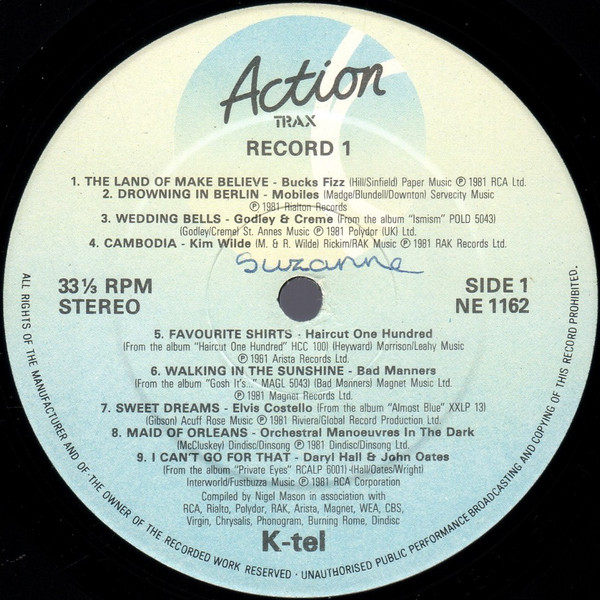 Action
TRAX
RECORD 1
1. THE LAND OF MAKE BELIEVE - Bucks Fizz (Hill/Sinfield) Paper Music ℗ 1981 RCA Ltd.
2. DROWNING IN BERLIN - Mobiles (Madge/Blundell/Downton) Servecity Music
℗ 1981 Rialton Records
3. WEDDING BELLS - Godley & Creme (From the album "Ismism" POLD 5043)
(Godley/Creme) St. Annes Music ℗ 1981 Polydor (UK) Ltd.
4. CAMBODIA - Kim Wilde (M. & R. Wilde) Rickim/RAK Music ℗ 1981 RAK Records Ltd.
Suzanne
33⅓ RPM
STEREO
SIDE 1
NE 1162
5. FAVOURITE SHIRTS - Haircut One Hundred
(From the album "Haircut One Hundred" HCC 100) (Heyward) Morrison/Leahy Music
℗ 1981 Arista Records Ltd.
6. WALKING IN THE SUNSHINE - Bad Manners
(From the album "Gosh It's..." MAGL 5043) (Bad Manners) Magnet Music Ltd.
℗ 1981 Magnet Records Ltd.
7. SWEET DREAMS - Elvis Costello (From the album "Almost Blue" XXLP 13)
(Gibson) Acuff Rose Music ℗ 1981 Riviera/Global Record Production Ltd.
8. MAID OF ORLEANS - Orchestral Manoeuvres In The Dark
(McCluskey) Dindisc/Dinsong ℗ 1981 Dindisc/Dinsong Ltd.
9. I CAN'T GO FOR THAT - Daryl Hall & John Oates
(From the album "Private Eyes" RCALP 6001) -(Hall/Oates/Wright)
Interworld/Fustbuzza Music ℗ 1981 RCA Corporation
Compiled by Nigel Mason in association with
RCA, Rialto, Polydor, RAK, Arista, Magnet, WEA, CBS,
Virgin, Chrysalis, Phonogram, Burning Rome, Dindisc
K-tel
ALL RIGHTS OF THE MANUFACTURER AND OF THE OWNER OF THE RECORDED WORK RESERVED · UNAUTHORISED PUBLIC PERFORMANCE BROADCASTING AND COPYING OF THIS RECORD PROHIBITED.